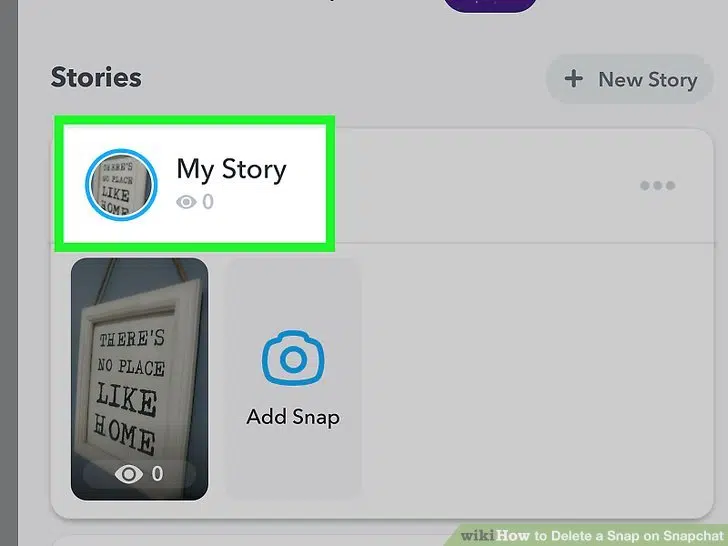 Stories
+ New Story
THERE'S
NO PLACE
LIKE
HOME
My Story
0
THERE'S
NO PLACE
LIKE
HOME
0
Add Snap
wikiHow to Delete a Snap on Snapchat